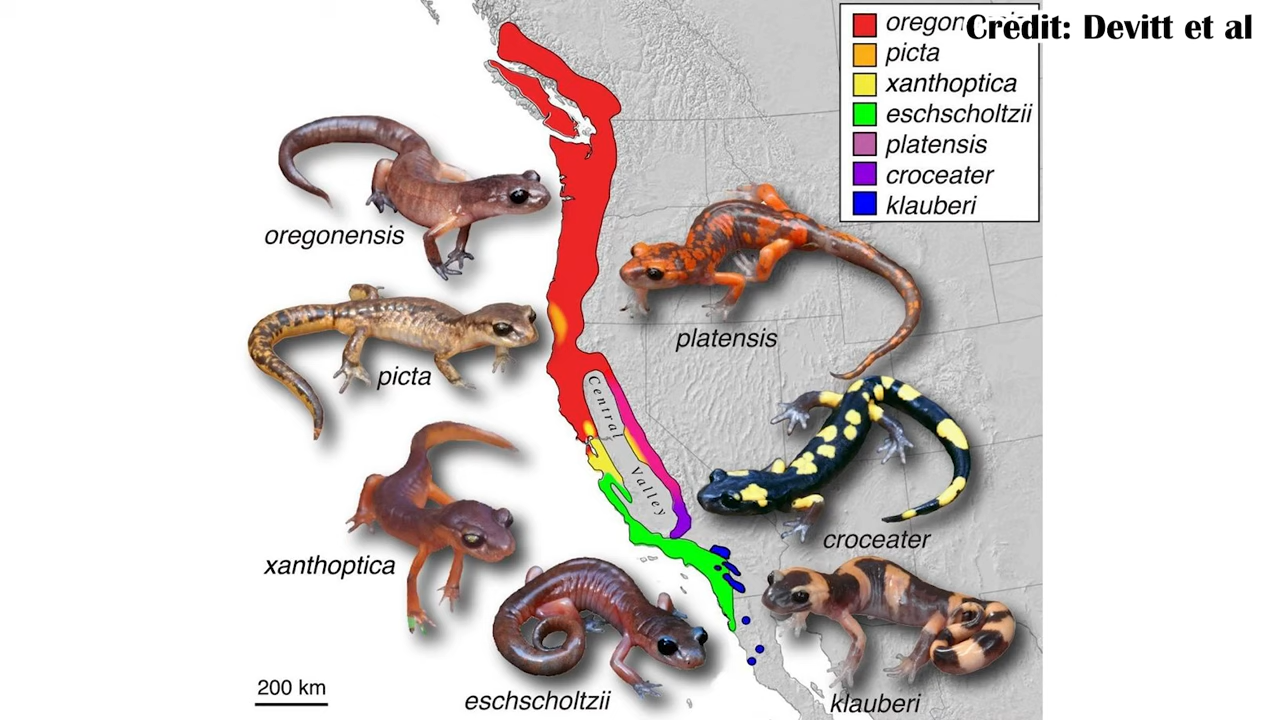 Credit: Devitt et al
picta
xanthoptica
eschscholtzii
platensis
croceater
klauberi
oregonensis
platensis
picta
Central
Valley
croceater
xanthoptica
eschscholtzii
klauberi
200 km